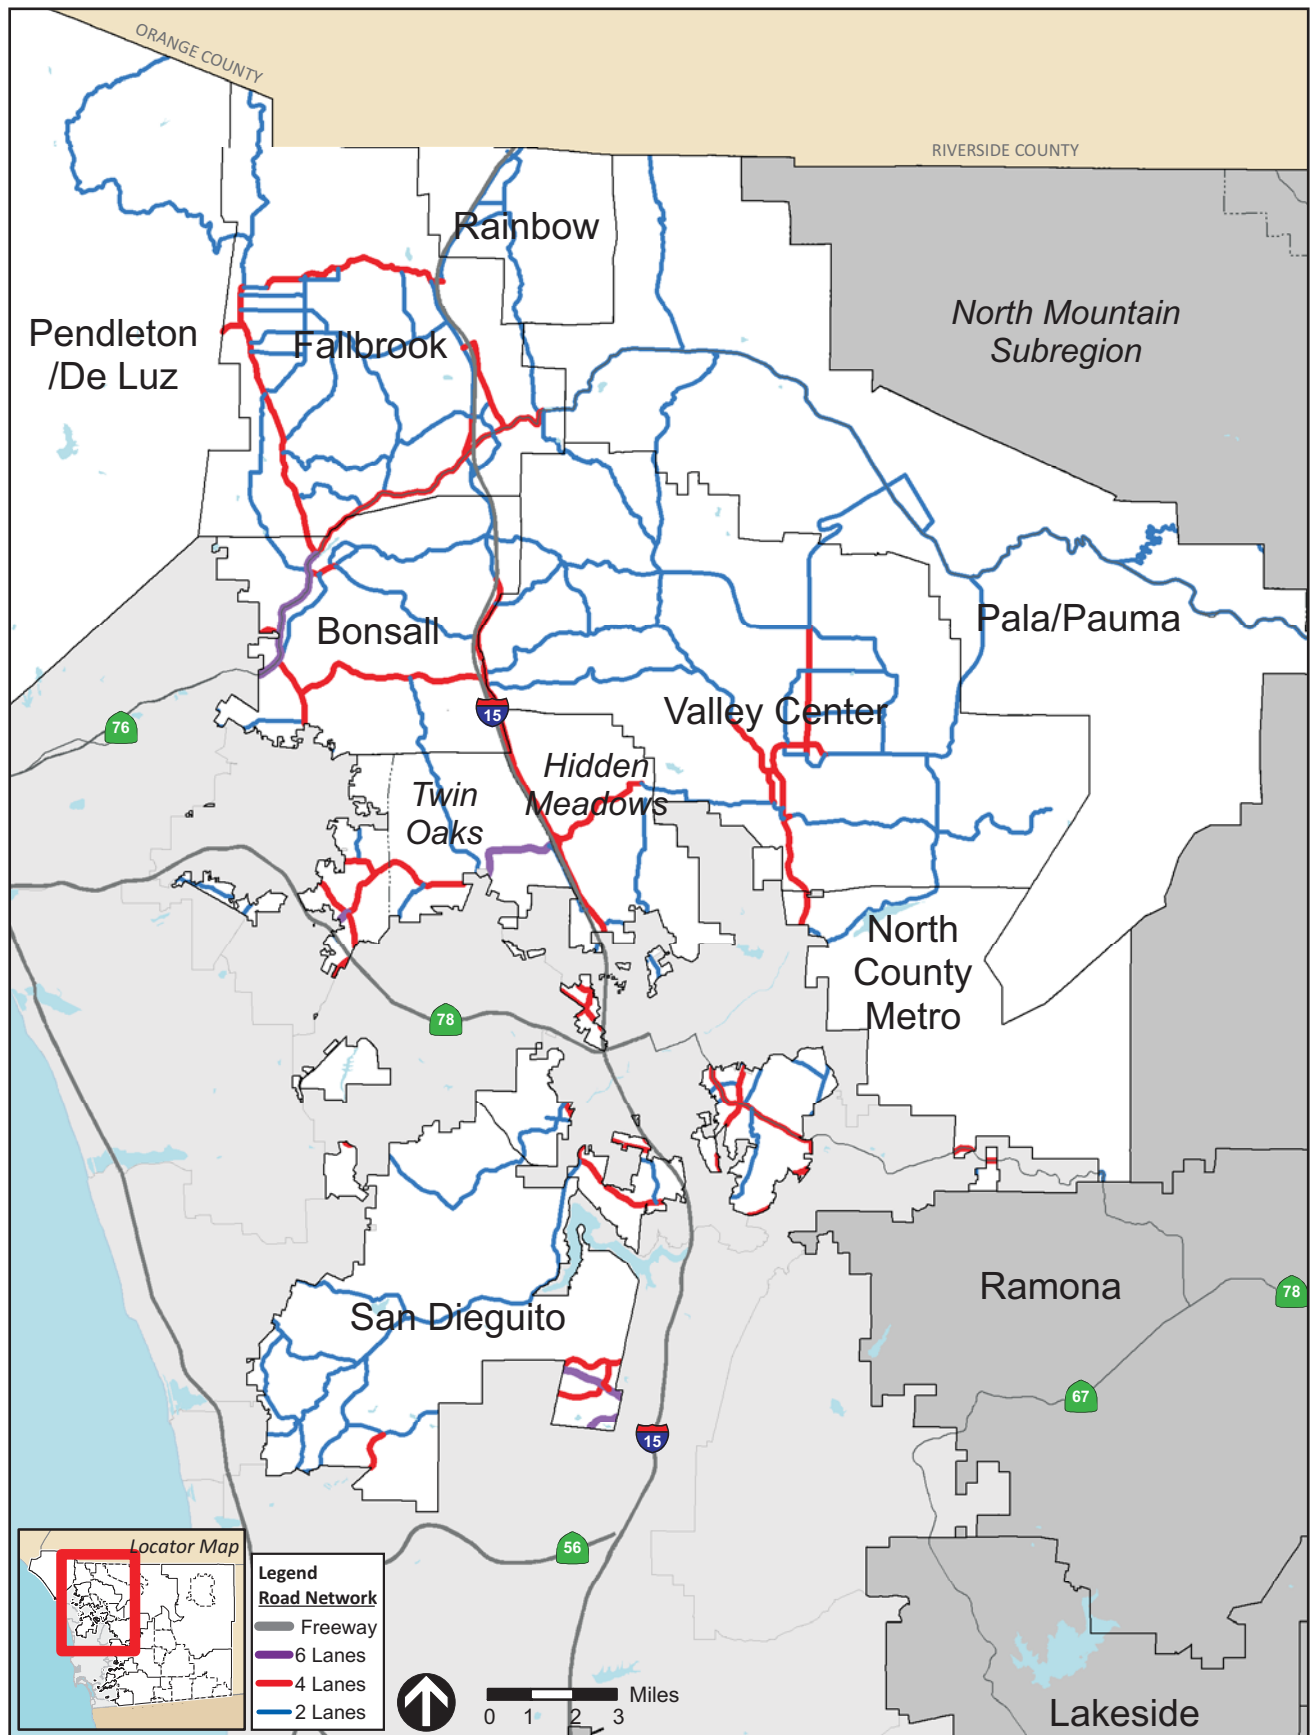 ORANGE COUNTY
RIVERSIDE COUNTY
Rainbow
North Mountain
Subregion
Pendleton
/De Luz
Fallbrook
Pala/Pauma
Bonsall
Valley Center
15
76
Hidden
Meadows
Twin
Oaks
North
County
Metro
78
Ramona
78
San Dieguito
67
15
56
Locator Map
Legend
Road Network
Freeway
6 Lanes
4 Lanes
2 Lanes
Miles
0 1 2 3
Lakeside